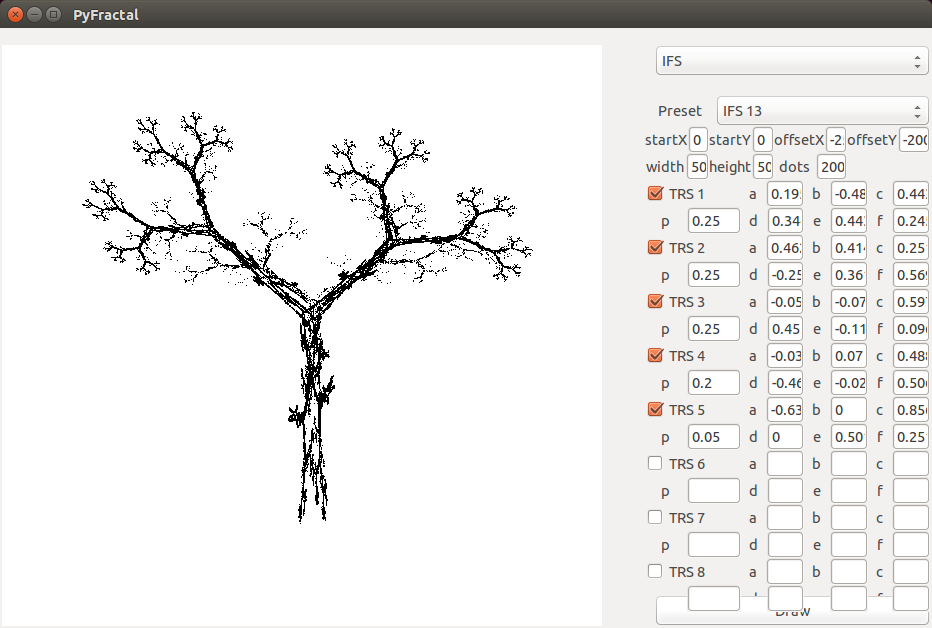 PyFractal
IFS
Preset IFS 13
startX 0 startY 0 offsetX -2 offsetY -200
width 50 height 50 dots 200
TRS 1 a 0.19 b -0.48 c 0.44
p 0.25 d 0.34 e 0.44 f 0.24
TRS 2 a 0.46 b 0.414 c 0.25
p 0.25 d -0.25 e 0.36 f 0.56
TRS 3 a -0.05 b -0.07 c 0.59
p 0.25 d 0.45 e -0.11 f 0.09
TRS 4 a -0.03 b 0.07 c 0.48
p 0.2 d -0.46 e -0.02 f 0.50
TRS 5 a -0.63 b 0 c 0.85
p 0.05 d 0 e 0.50 f 0.25
TRS 6 a b c
p d e f
TRS 7 a b c
p d e f
TRS 8 a b c
Draw